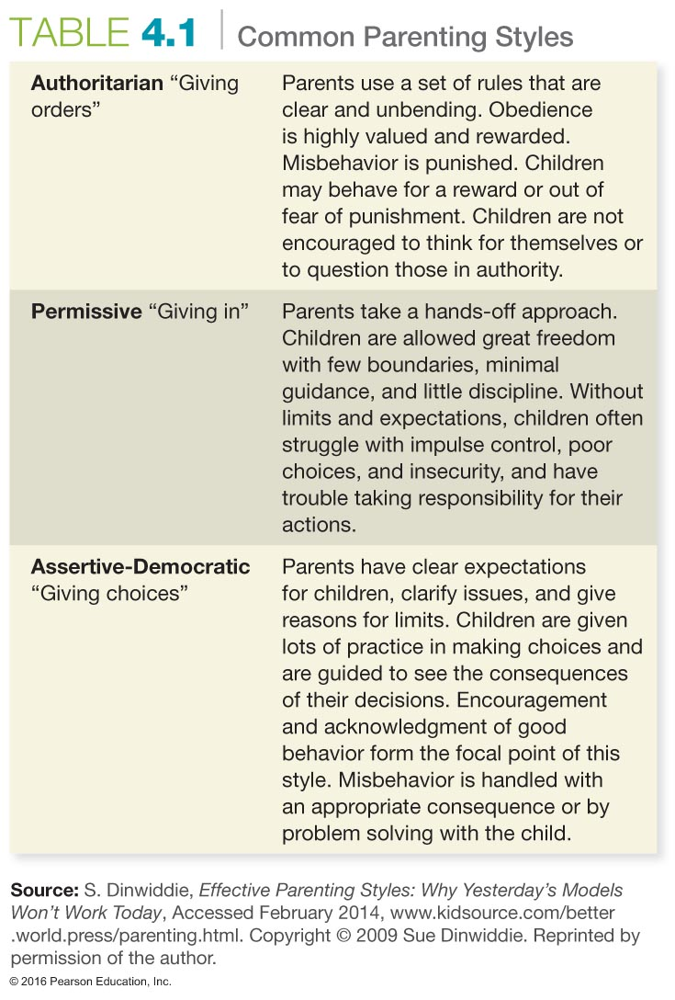 TABLE 4.1 Common Parenting Styles
Authoritarian “Giving
orders”
Parents use a set of rules that are
clear and unbending. Obedience
is highly valued and rewarded.
Misbehavior is punished. Children
may behave for a reward or out of
fear of punishment. Children are not
encouraged to think for themselves or
to question those in authority.
Permissive “Giving in”
Parents take a hands-off approach.
Children are allowed great freedom
with few boundaries, minimal
guidance, and little discipline. Without
limits and expectations, children often
struggle with impulse control, poor
choices, and insecurity, and have
trouble taking responsibility for their
actions.
Assertive-Democratic
“Giving choices”
Parents have clear expectations
for children, clarify issues, and give
reasons for limits. Children are given
lots of practice in making choices and
are guided to see the consequences
of their decisions. Encouragement
and acknowledgment of good
behavior form the focal point of this
style. Misbehavior is handled with
an appropriate consequence or by
problem solving with the child.
Source: S. Dinwiddie, Effective Parenting Styles: Why Yesterday’s Models
Won’t Work Today, Accessed February 2014, www.kidsource.com/better
.world.press/parenting.html. Copyright © 2009 Sue Dinwiddie. Reprinted by
permission of the author.
© 2016 Pearson Education, Inc.